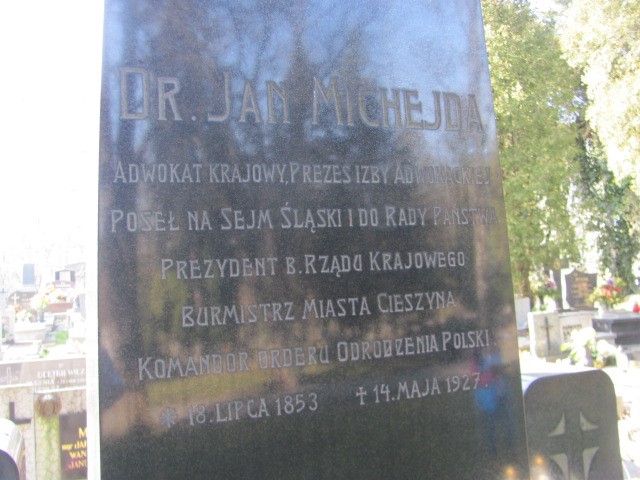 DR. JAN MICHEJDA
ADWOKAT KRAJOWY, PREZES IZBY ADWOKACKIEJ
POSEŁ NA SEJM ŚLĄSKI I DO RADY PAŃSTWA
PREZYDENT B. RZĄDU KRAJOWEGO
BURMISTRZ MIASTA CIESZYNA
KOMANDOR ORDERU ODRODZENIA POLSKI
* 18. LIPCA 1853 ✝ 14. MAJA 1927.